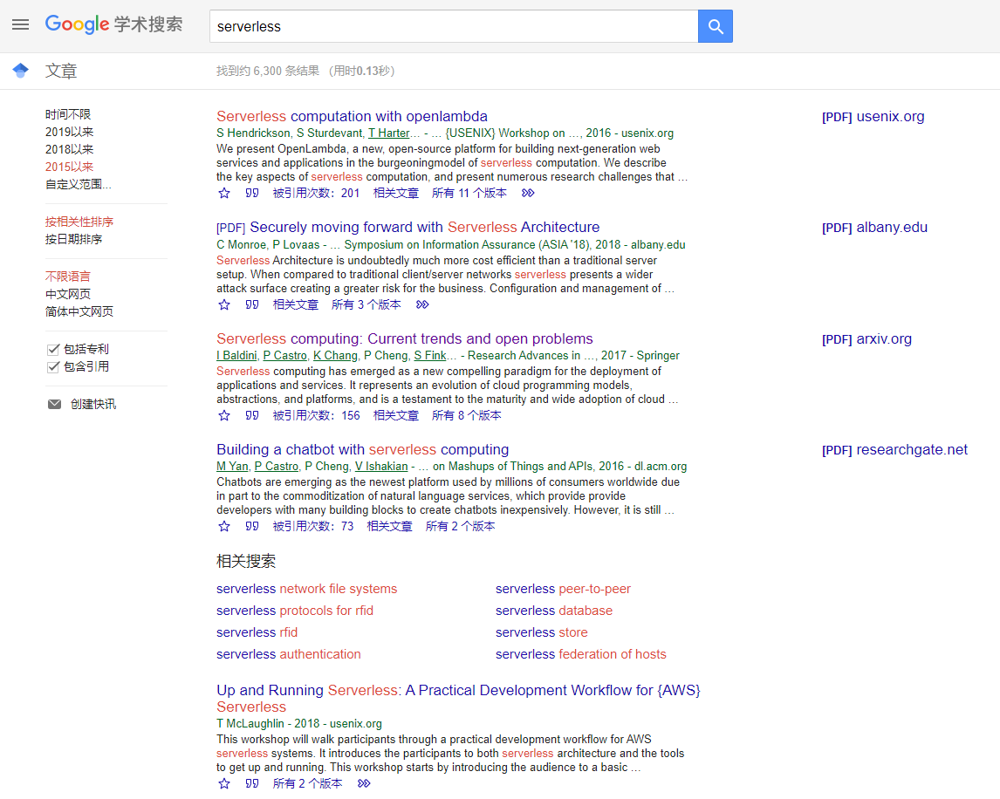 Google 学术搜索
serverless
文章
找到约 6,300 条结果 （用时0.13秒）
时间不限
2019以来
2018以来
2015以来
自定义范围...
按相关性排序
按日期排序
不限语言
中文网页
简体中文网页
包括专利
包含引用
创建快讯
Serverless computation with openlambda
S Hendrickson, S Sturdevant, T Harter… - … {USENIX} Workshop on …, 2016 - usenix.org
We present OpenLambda, a new, open-source platform for building next-generation web
services and applications in the burgeoningmodel of serverless computation. We describe
the key aspects of serverless computation, and present numerous research challenges that …
被引用次数：201 相关文章 所有 11 个版本
[PDF] usenix.org
[PDF] Securely moving forward with Serverless Architecture
C Monroe, P Lovaas - … Symposium on Information Assurance (ASIA '18), 2018 - albany.edu
Serverless Architecture is undoubtedly much more cost efficient than a traditional server
setup. When compared to traditional client/server networks serverless presents a wider
attack surface creating a greater risk for the business. Configuration and management of …
相关文章 所有 3 个版本
[PDF] albany.edu
Serverless computing: Current trends and open problems
I Baldini, P Castro, K Chang, P Cheng, S Fink… - Research Advances in …, 2017 - Springer
Serverless computing has emerged as a new compelling paradigm for the deployment of
applications and services. It represents an evolution of cloud programming models,
abstractions, and platforms, and is a testament to the maturity and wide adoption of cloud …
被引用次数：156 相关文章 所有 8 个版本
[PDF] arxiv.org
Building a chatbot with serverless computing
M Yan, P Castro, P Cheng, V Ishakian - … on Mashups of Things and APIs, 2016 - dl.acm.org
Chatbots are emerging as the newest platform used by millions of consumers worldwide due
in part to the commoditization of natural language services, which provide provide
developers with many building blocks to create chatbots inexpensively. However, it is still …
被引用次数：73 相关文章 所有 2 个版本
[PDF] researchgate.net
相关搜索
serverless network file systems
serverless peer-to-peer
serverless protocols for rfid
serverless database
serverless rfid
serverless store
serverless authentication
serverless federation of hosts
Up and Running Serverless: A Practical Development Workflow for {AWS}
Serverless
T McLaughlin - 2018 - usenix.org
This workshop will walk participants through a practical development workflow for AWS
serverless systems. It introduces the participants to both serverless architecture and the tools
to get up and running. This workshop starts by introducing the audience to a basic …
所有 2 个版本